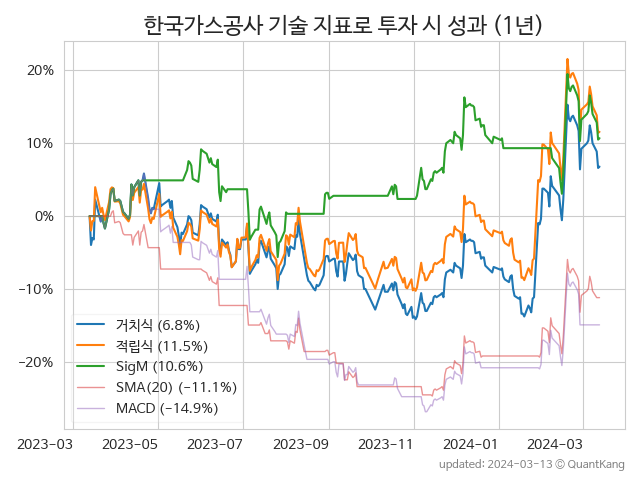 한국가스공사 기술 지표로 투자 시 성과 (1년)
20%
10%
0%
−10%
−20%
거치식 (6.8%)
적립식 (11.5%)
SigM (10.6%)
SMA(20) (−11.1%)
MACD (−14.9%)
2023-03 2023-05 2023-07 2023-09 2023-11 2024-01 2024-03
updated: 2024-03-13 © QuantKang